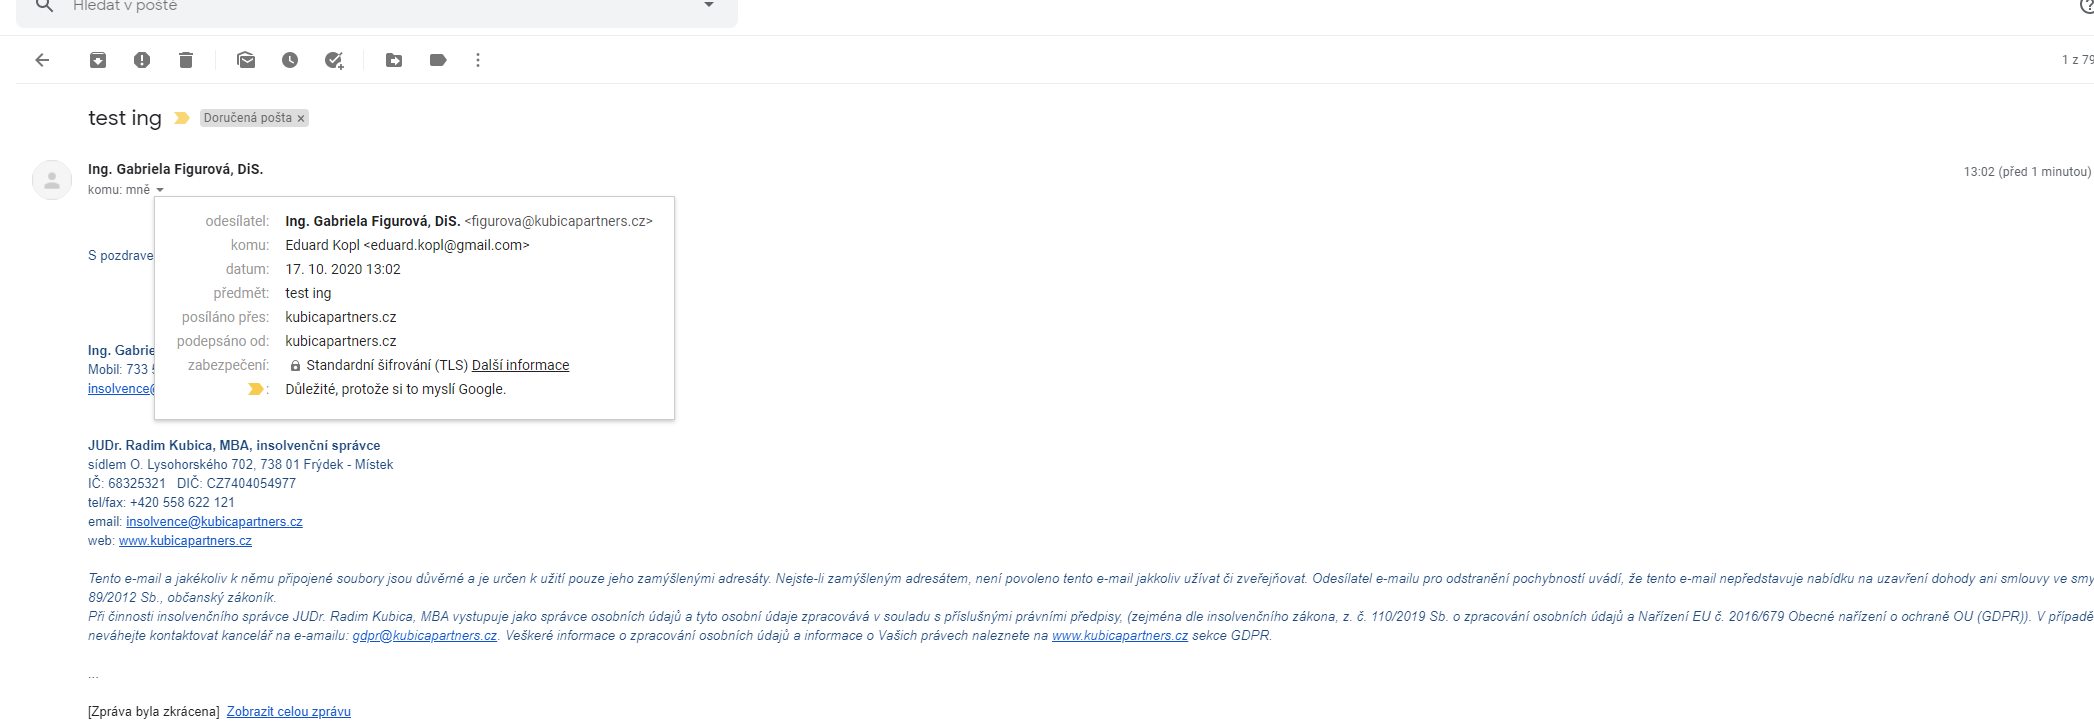 Hledat v poště
1 z 79
test ing
Doručená pošta ×
Ing. Gabriela Figurová, DiS.
13:02 (před 1 minutou)
komu: mně
odesílatel: Ing. Gabriela Figurová, DiS. <figurova@kubicapartners.cz>
komu: Eduard Kopl <eduard.kopl@gmail.com>
datum: 17. 10. 2020 13:02
předmět: test ing
posíláno přes: kubicapartners.cz
podepsáno od: kubicapartners.cz
zabezpečení: Standardní šifrování (TLS) Další informace
: Důležité, protože si to myslí Google.
S pozdrave
Ing. Gabrie
Mobil: 733
insolvence@
JUDr. Radim Kubica, MBA, insolvenční správce
sídlem O. Lysohorského 702, 738 01 Frýdek - Místek
IČ: 68325321 DIČ: CZ7404054977
tel/fax: +420 558 622 121
email: insolvence@kubicapartners.cz
web: www.kubicapartners.cz
Tento e-mail a jakékoliv k němu připojené soubory jsou důvěrné a je určen k užití pouze jeho zamýšlenými adresáty. Nejste-li zamýšleným adresátem, není povoleno tento e-mail jakkoliv užívat či zveřejňovat. Odesílatel e-mailu pro odstranění pochybností uvádí, že tento e-mail nepředstavuje nabídku na uzavření dohody ani smlouvy ve smy
89/2012 Sb., občanský zákoník.
Při činnosti insolvenčního správce JUDr. Radim Kubica, MBA vystupuje jako správce osobních údajů a tyto osobní údaje zpracovává v souladu s příslušnými právními předpisy, (zejména dle insolvenčního zákona, z. č. 110/2019 Sb. o zpracování osobních údajů a Nařízení EU č. 2016/679 Obecné nařízení o ochraně OU (GDPR)). V případě
neváhejte kontaktovat kancelář na e-amailu: gdpr@kubicapartners.cz. Veškeré informace o zpracování osobních údajů a informace o Vašich právech naleznete na www.kubicapartners.cz sekce GDPR.
...
[Zpráva byla zkrácena] Zobrazit celou zprávu